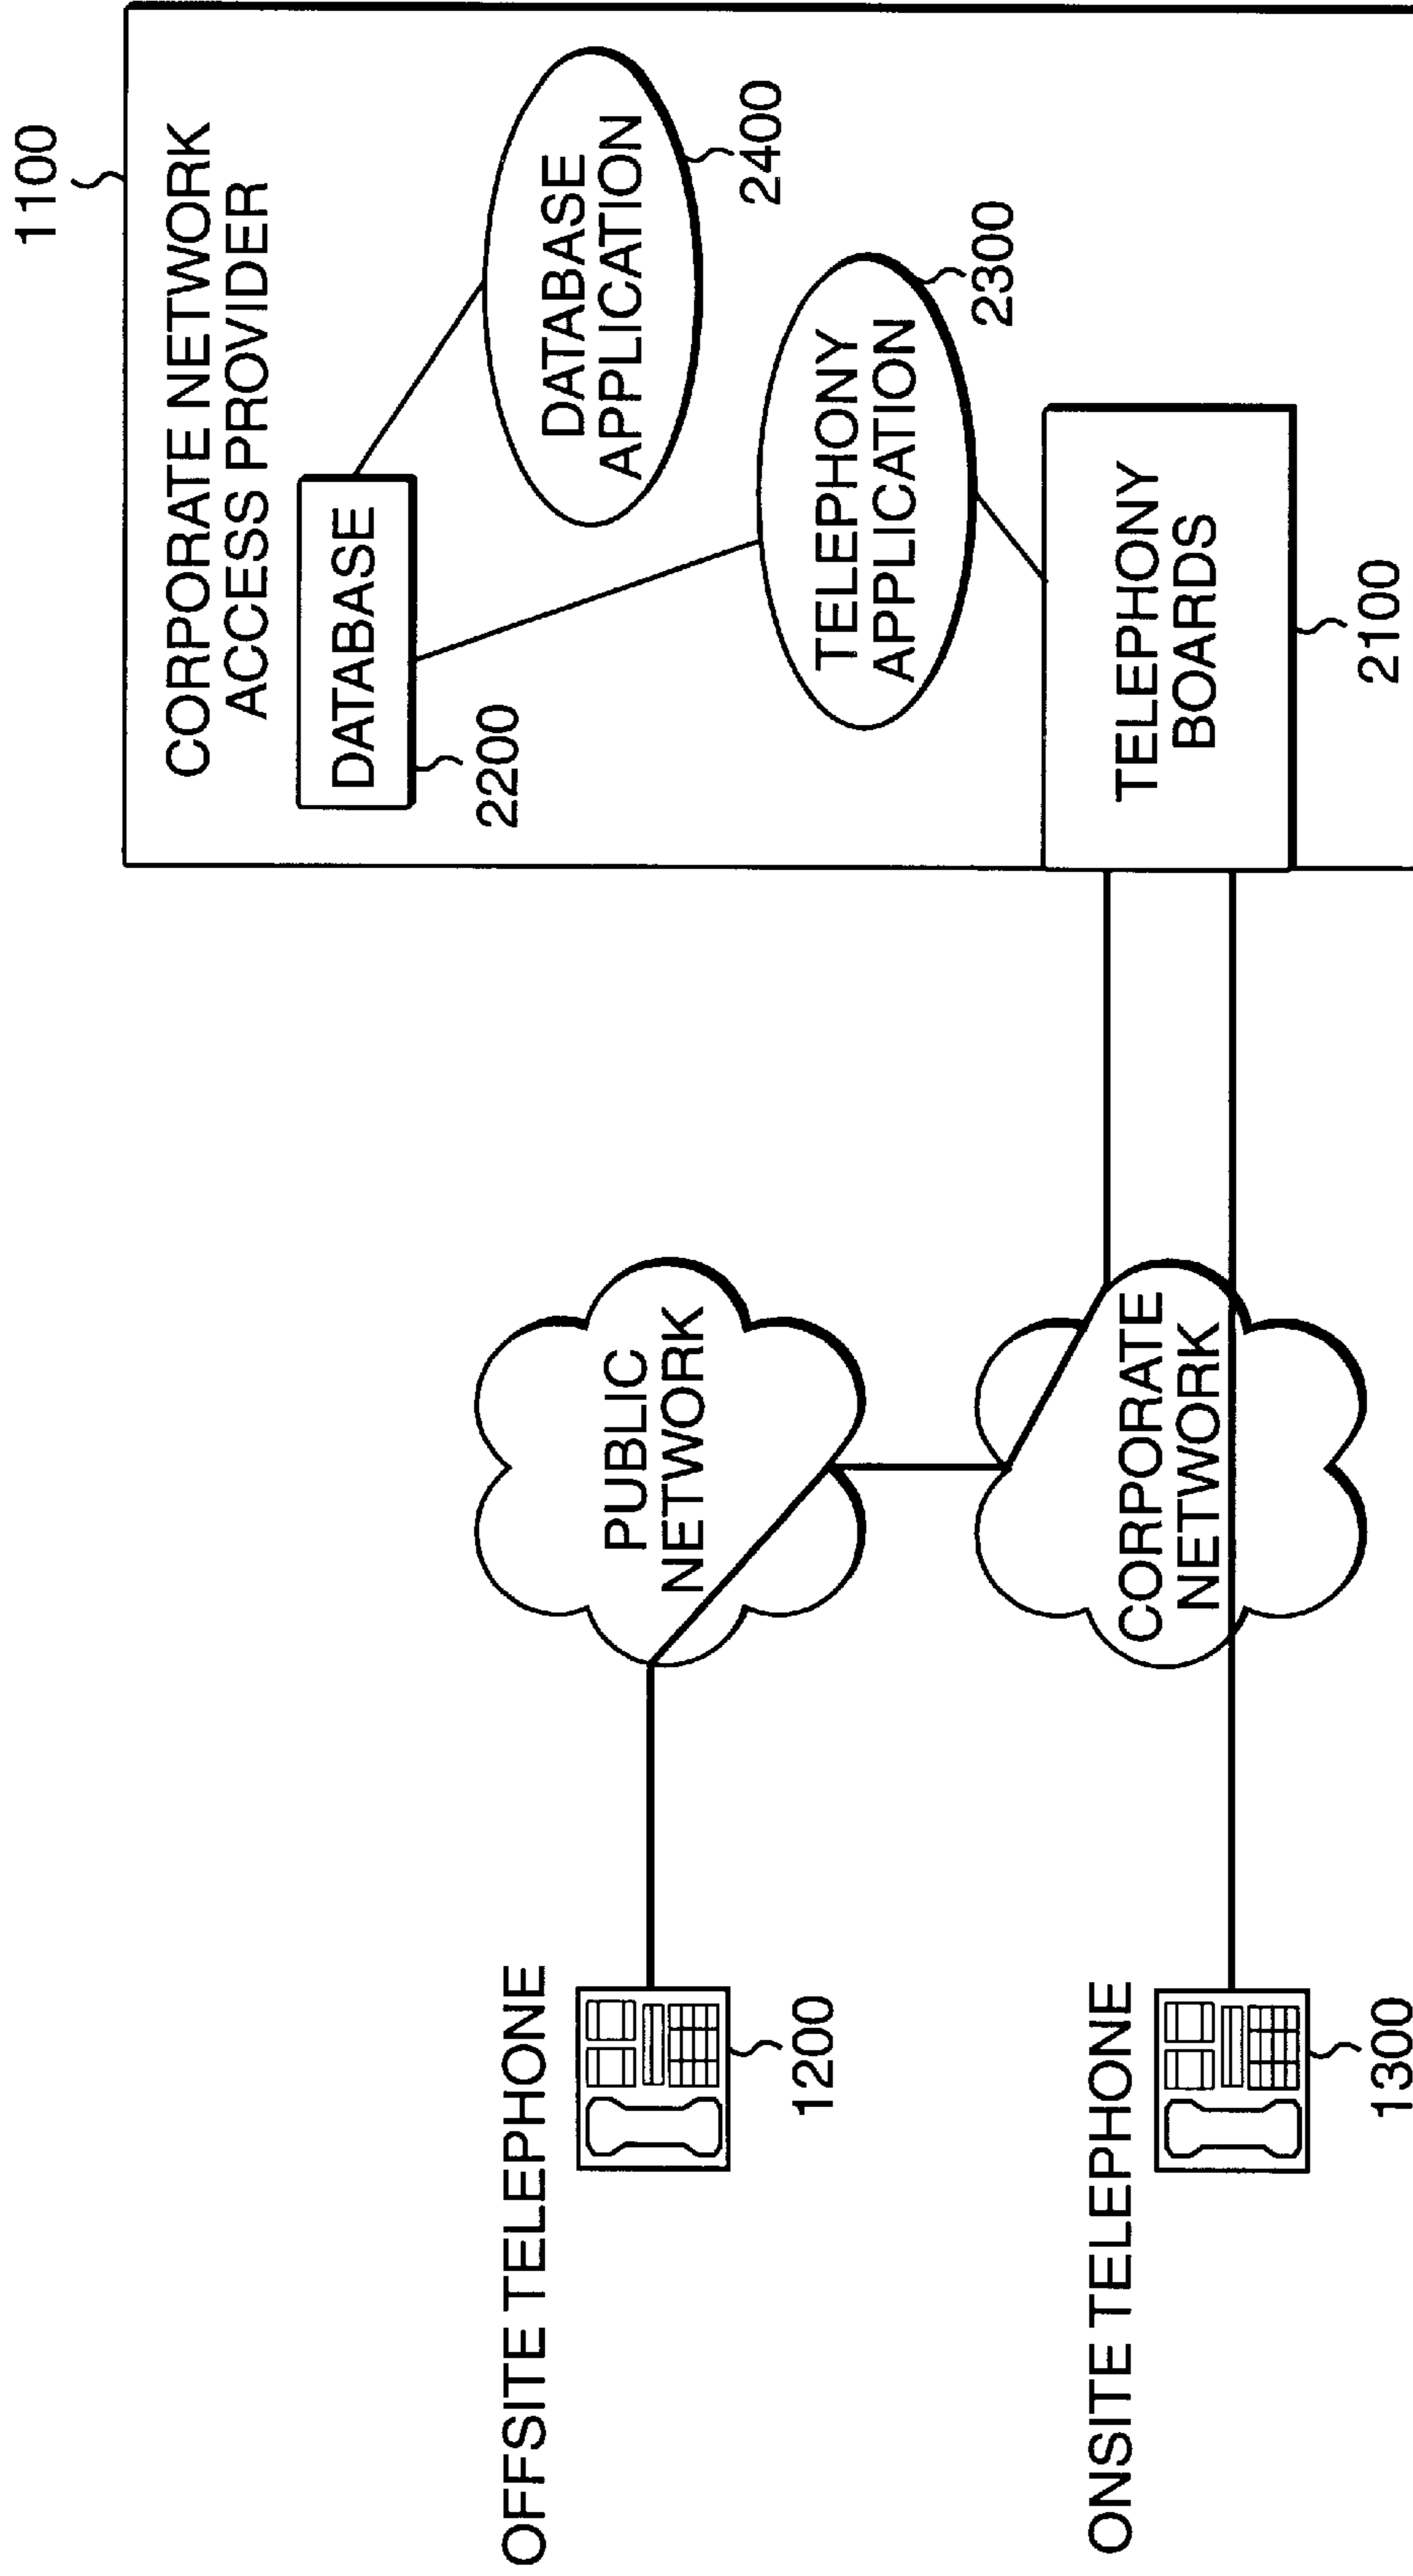 1100
CORPORATE NETWORK
ACCESS PROVIDER
DATABASE
2200
DATABASE
APPLICATION
2400
TELEPHONY
APPLICATION
2300
TELEPHONY
BOARDS
2100
PUBLIC
NETWORK
CORPORATE
NETWORK
OFFSITE TELEPHONE
1200
ONSITE TELEPHONE
1300